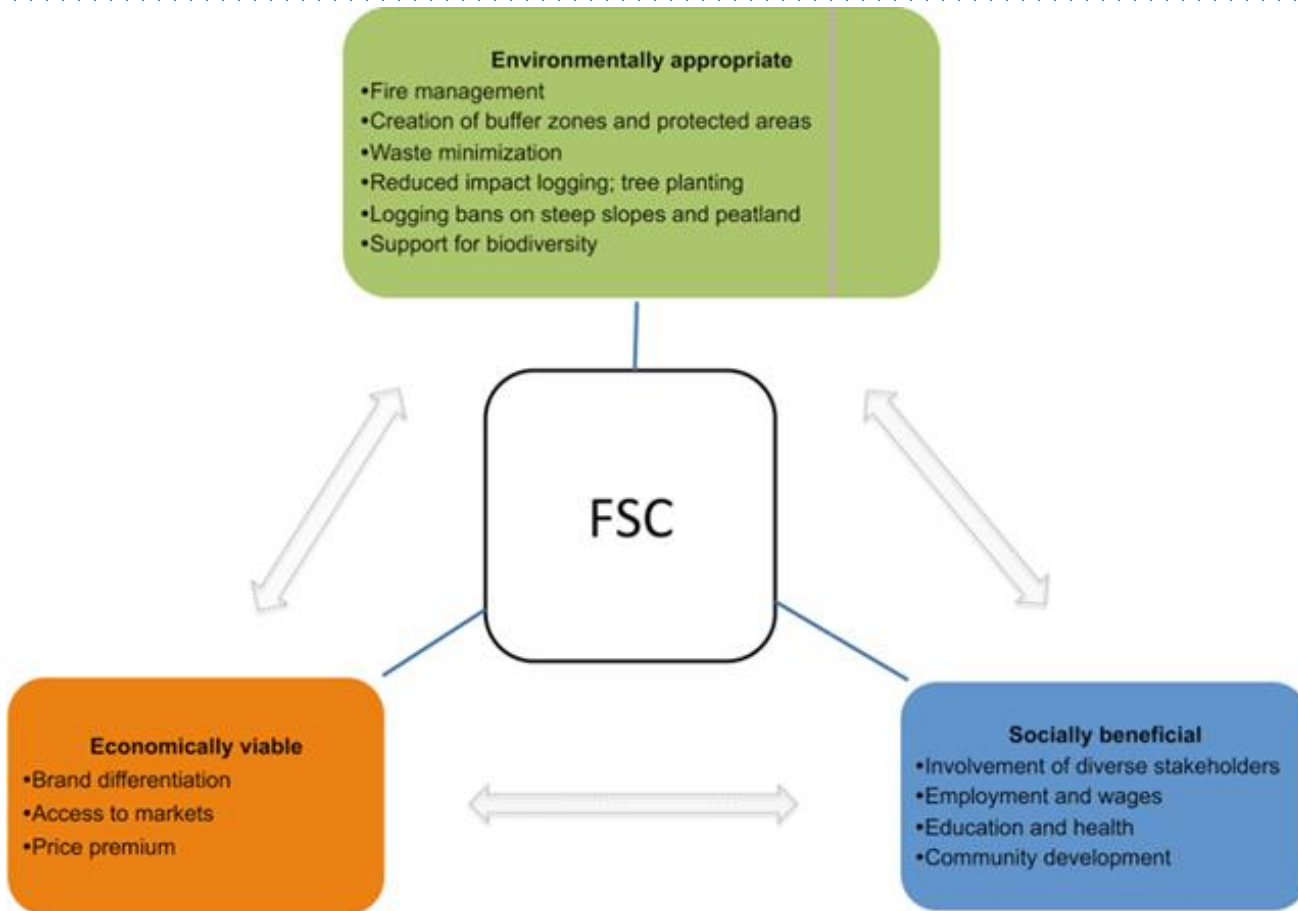 Environmentally appropriate
•Fire management
•Creation of buffer zones and protected areas
•Waste minimization
•Reduced impact logging; tree planting
•Logging bans on steep slopes and peatland
•Support for biodiversity
FSC
Economically viable
•Brand differentiation
•Access to markets
•Price premium
Socially beneficial
•Involvement of diverse stakeholders
•Employment and wages
•Education and health
•Community development